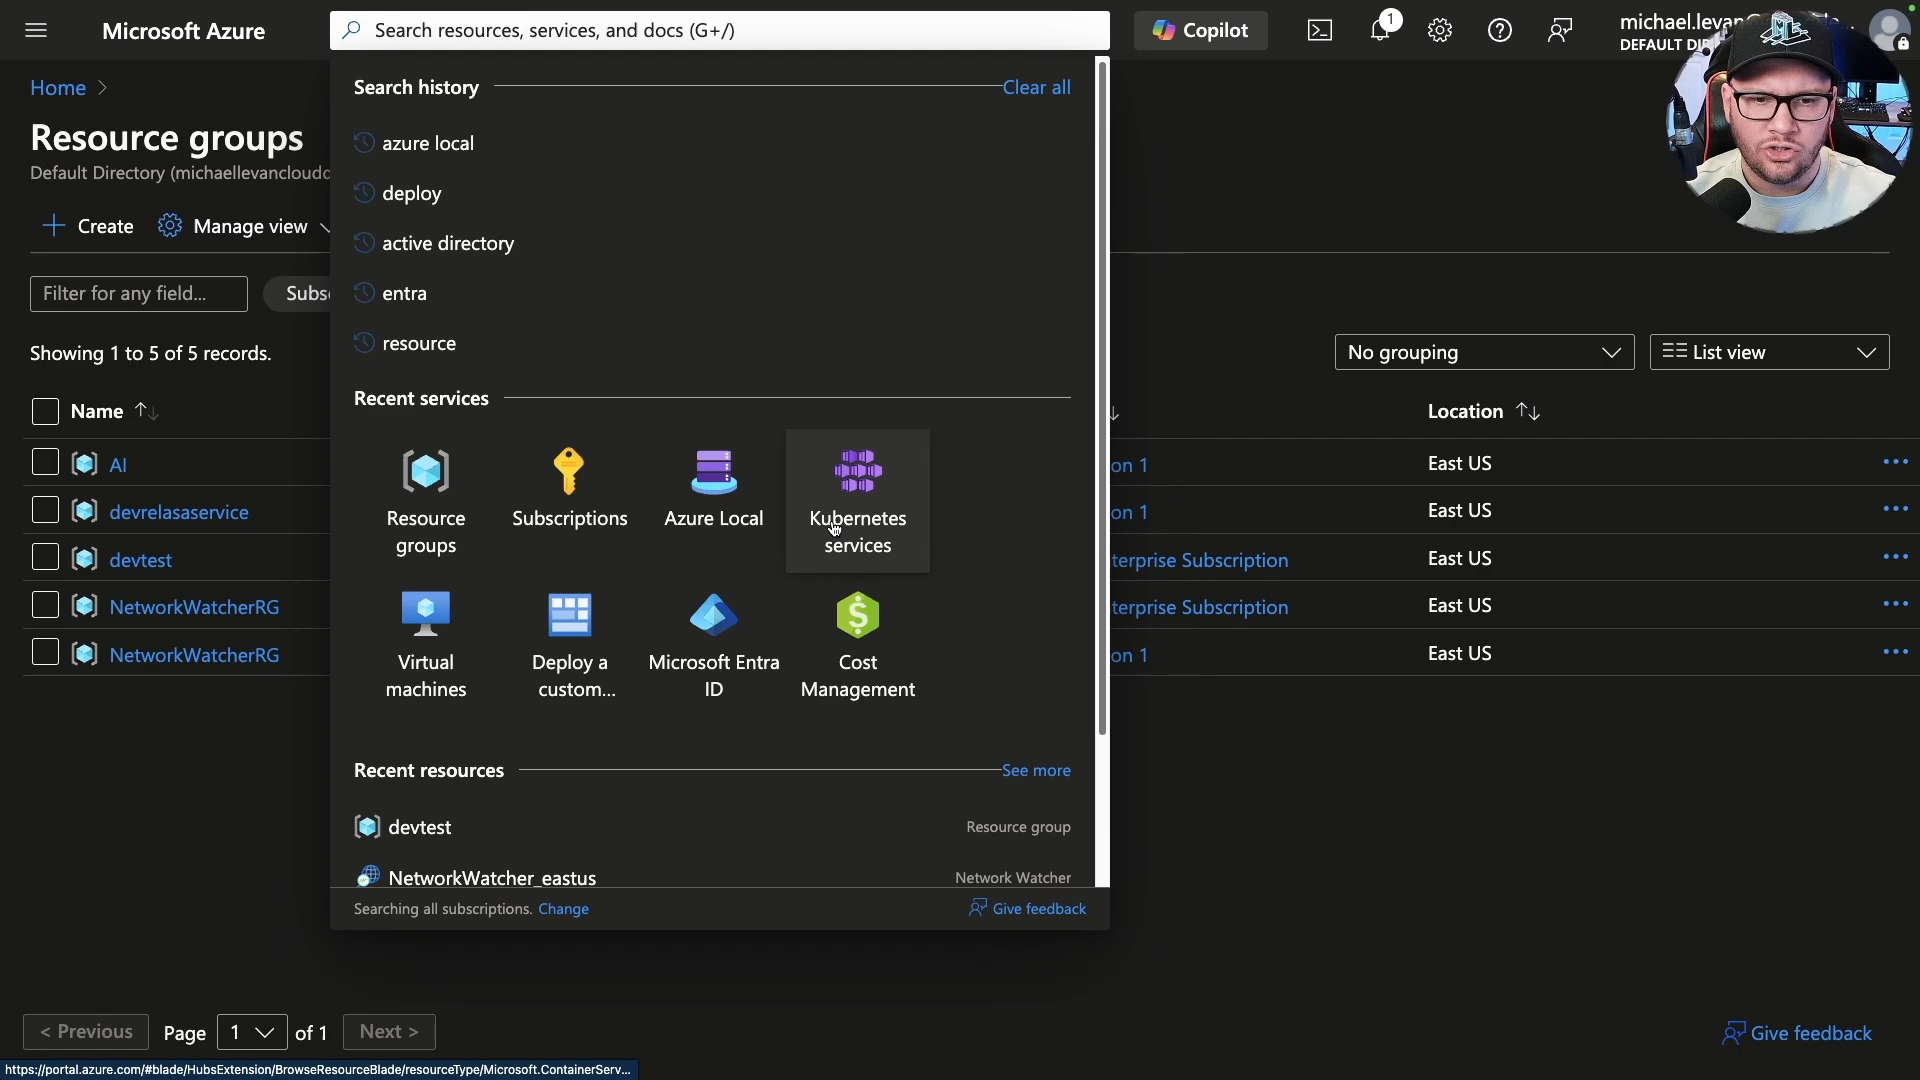 Microsoft Azure
Search resources, services, and docs (G+/)
Copilot
1
michael.levan
DEFAULT
Home
Resource groups
Default Directory
Create
Manage view
Filter for any field...
Showing 1 to 5 of 5 records.
No grouping
List view
Name
Location
AI
on 1
East US
devrelasaservice
on 1
East US
devtest
terprise Subscription
East US
NetworkWatcherRG
terprise Subscription
East US
NetworkWatcherRG
on 1
East US
Search history
Clear all
azure local
deploy
active directory
entra
resource
Recent services
Resource groups
Subscriptions
Azure Local
Kubernetes services
Virtual machines
Deploy a custom...
Microsoft Entra ID
Cost Management
Recent resources
See more
devtest
Resource group
NetworkWatcher_eastus
Network Watcher
Searching all subscriptions. Change
Give feedback
< Previous
Page 1 of 1
Next >
Give feedback
https://portal.azure.com/#blade/HubsExtension/BrowseResourceBlade/resourceType/Microsoft.ContainerServ...